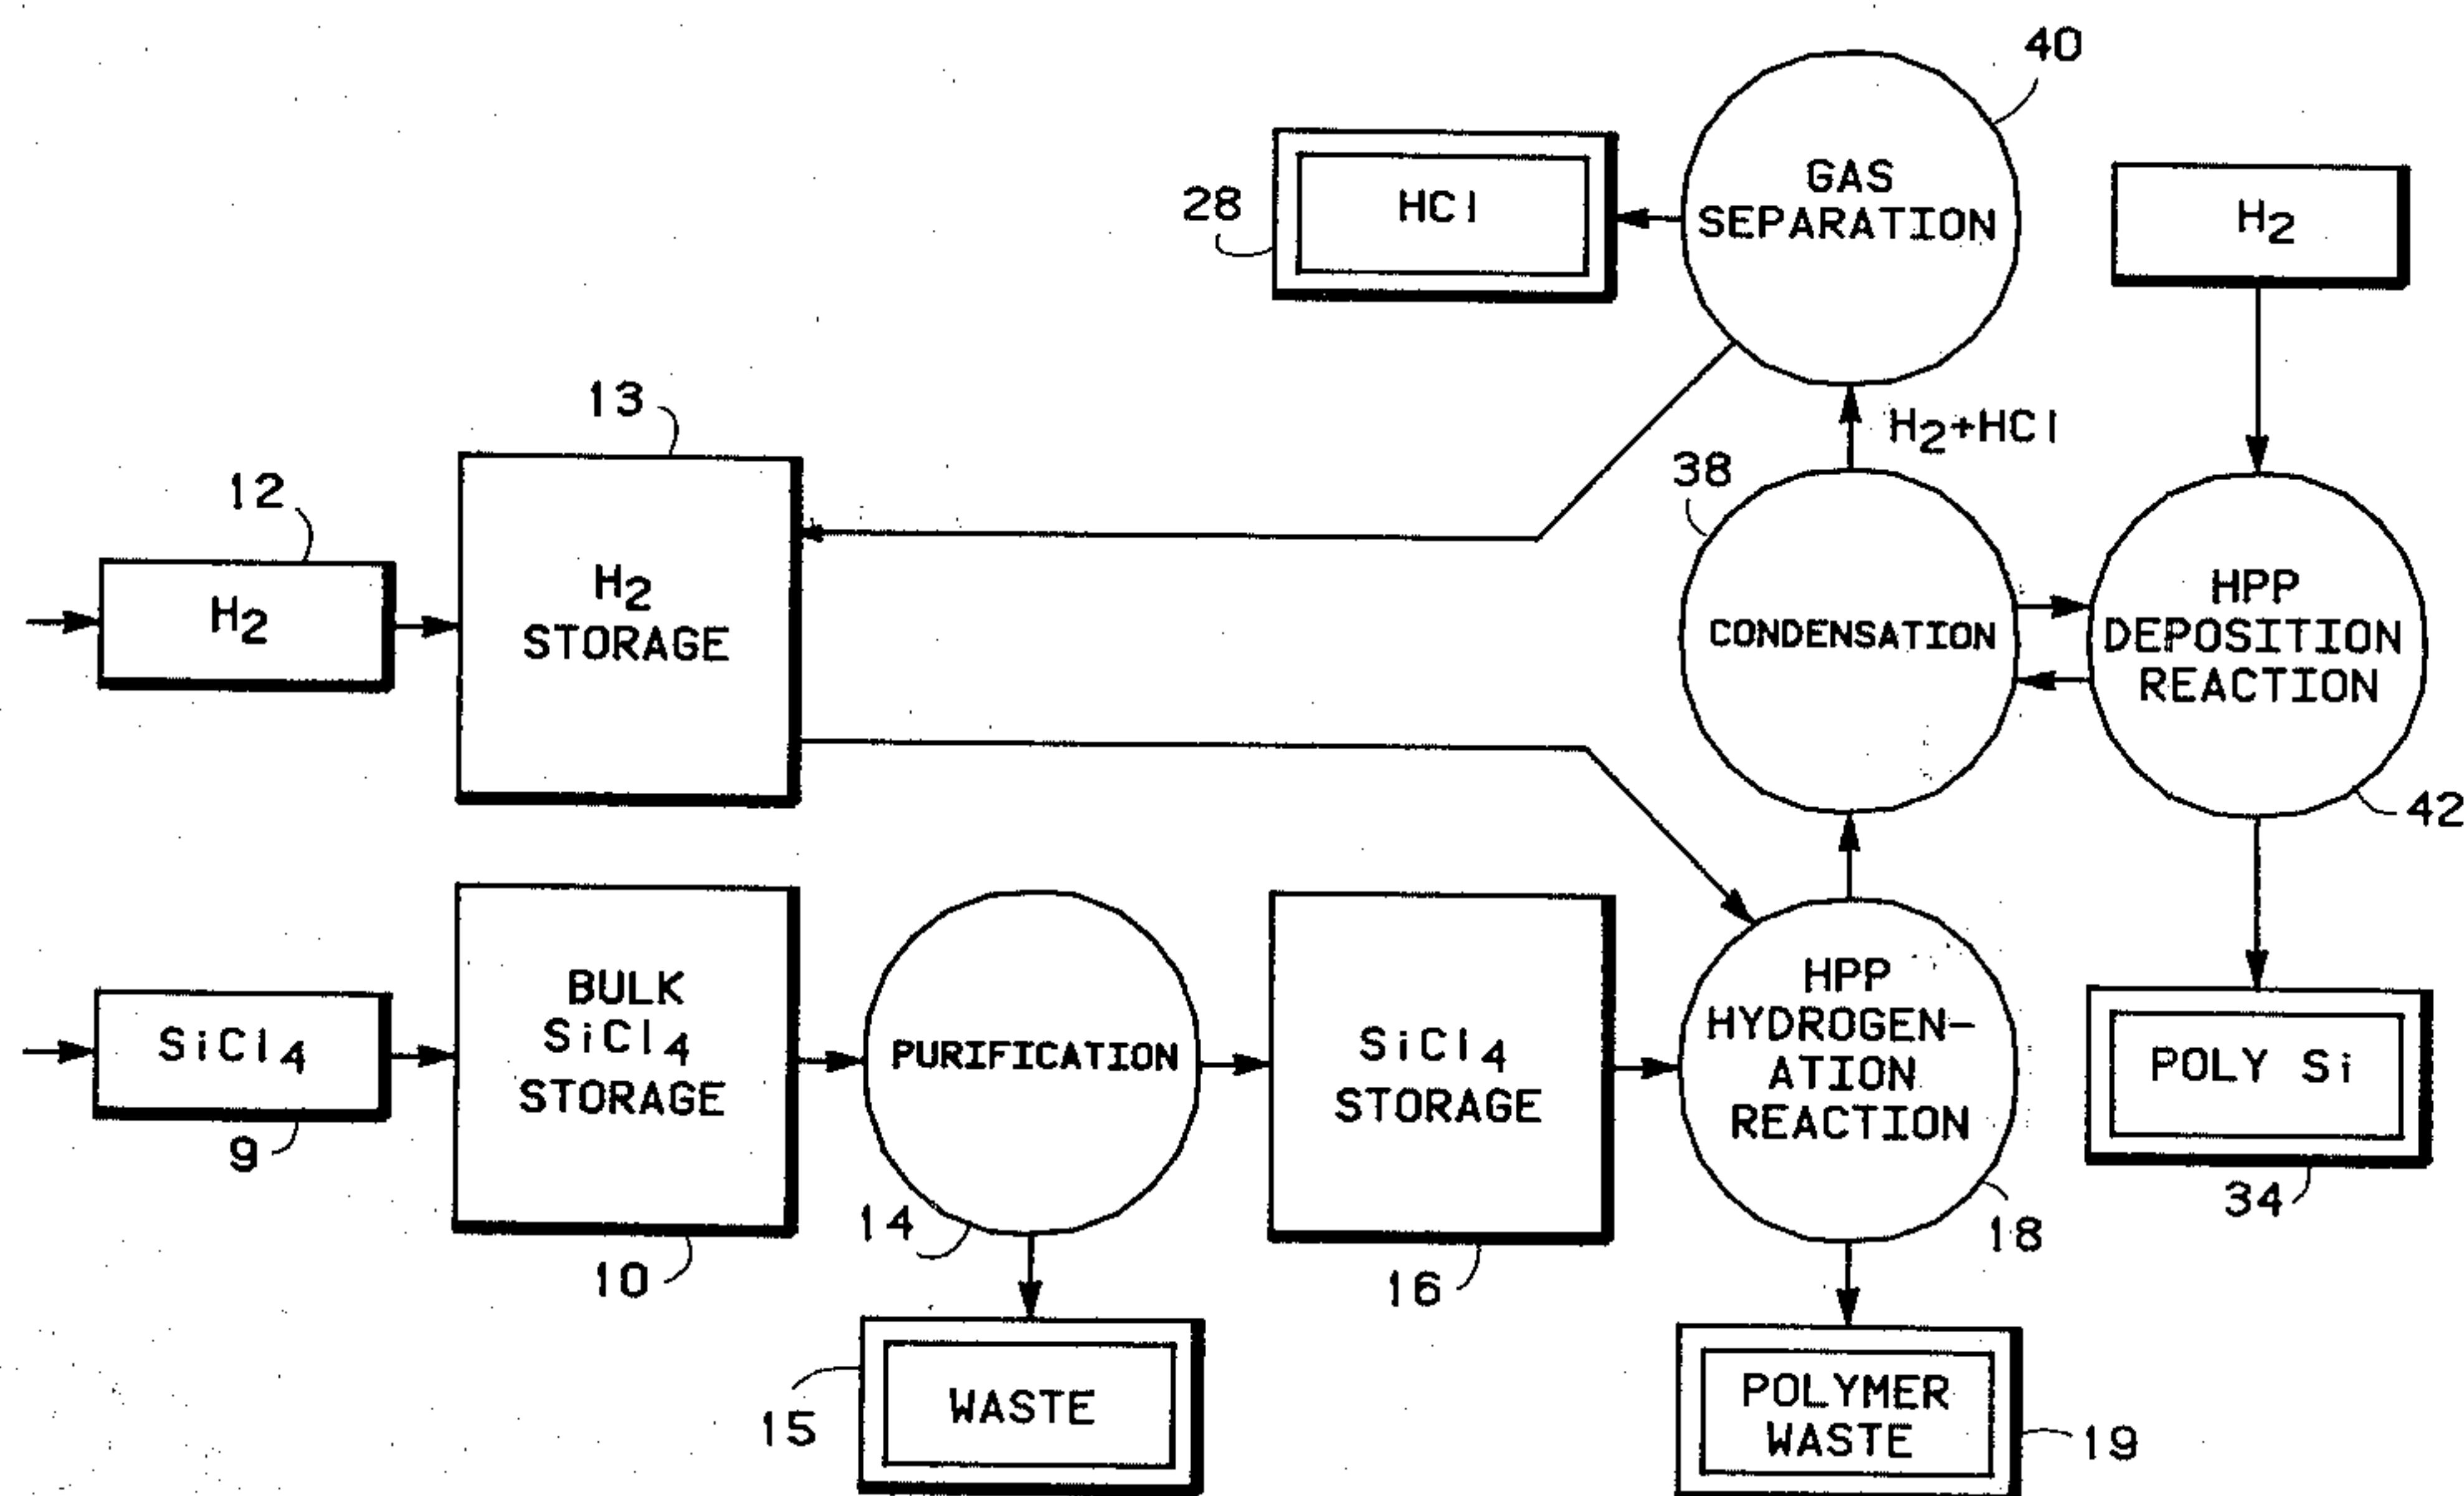 40
GAS
SEPARATION
HCl
28
H2
H2+HCl
13
38
12
H2
STORAGE
H2
CONDENSATION
HPP
DEPOSITION
REACTION
42
BULK
SiCl4
STORAGE
SiCl4
9
10
PURIFICATION
14
SiCl4
STORAGE
16
HPP
HYDROGEN-
ATION
REACTION
18
POLY Si
34
WASTE
15
POLYMER
WASTE
19